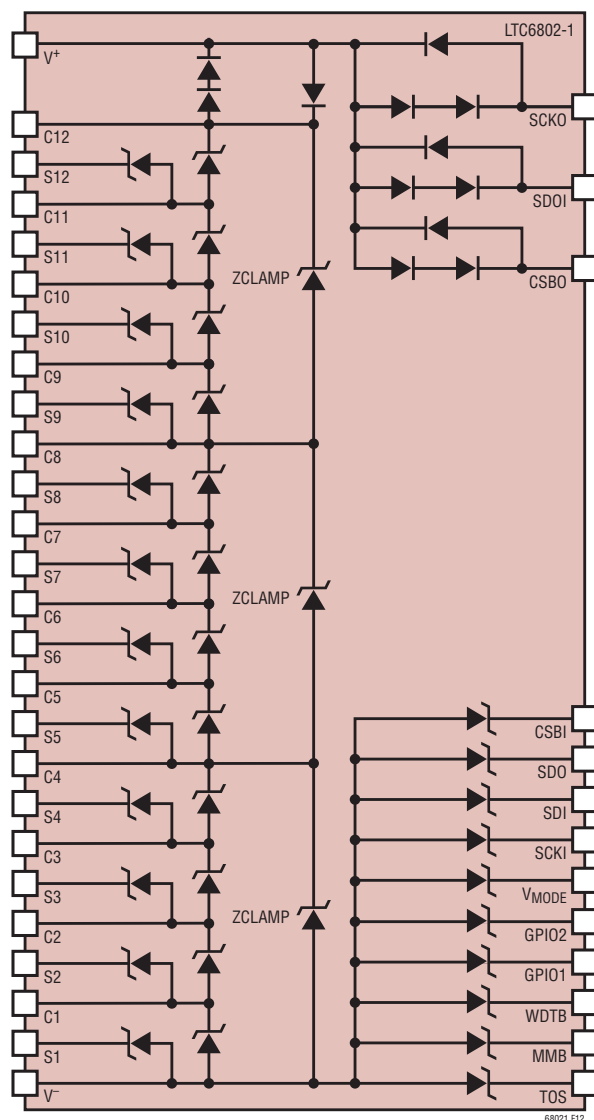 LTC6802-1
V+
C12
S12
C11
S11
C10
S10
C9
S9
C8
S8
C7
S7
C6
S6
C5
S5
C4
S4
C3
S3
C2
S2
C1
S1
V–
ZCLAMP
ZCLAMP
ZCLAMP
SCKO
SDOI
CSBO
CSBI
SDO
SDI
SCKI
VMODE
GPIO2
GPIO1
WDTB
MMB
TOS
68021 F12